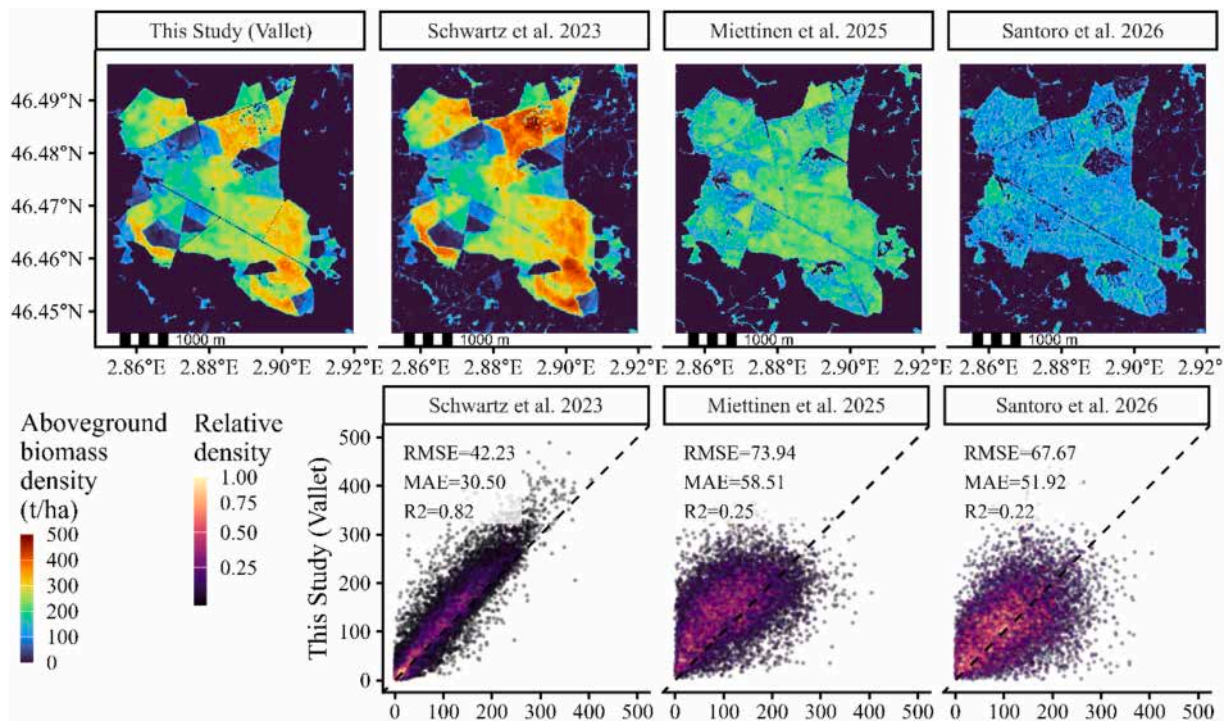 This Study (Vallet)
Schwartz et al. 2023
Miettinen 2025
Santoro 2026
46.49°N
46.48°N
46.47°N
46.46°N
46.45°N
1000 m
1000 m
1000 m
1000 m
2.86°E 2.88°E 2.90°E 2.92°E
2.86°E 2.88°E 2.90°E 2.92°E
2.86°E 2.88°E 2.90°E 2.92°E
2.86°E 2.88°E 2.90°E 2.92°
Aboveground
biomass
density
(t/ha)
500
400
300
200
100
0
Relative
density
1.00
0.75
0.50
0.25
Schwartz et al. 2023
Miettinen et al. 2025
Santoro et al. 2026
This Study (Vallet)
500
400
300
200
100
0
RMSE=42.23
MAE=30.50
R2=0.82
RMSE=73.94
MAE=58.51
R2=0.25
RMSE=67.67
MAE=51.92
R2=0.22
0 100 200 300 400 500
0 100 200 300 400 500
0 100 200 300 400 500